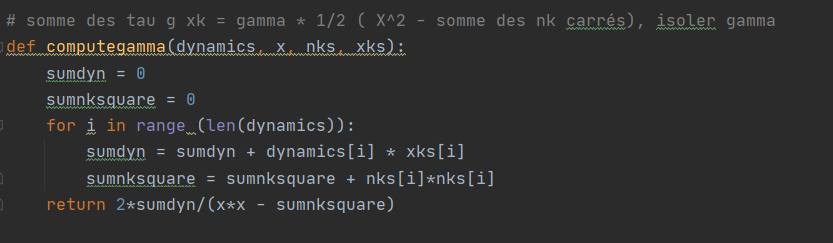 # somme des tau g xk = gamma * 1/2 ( X^2 - somme des nk carrés), isoler gamma
def computegamma(dynamics, x, nks, xks):
    sumdyn = 0
    sumnksquare = 0
    for i in range (len(dynamics)):
        sumdyn = sumdyn + dynamics[i] * xks[i]
        sumnksquare = sumnksquare + nks[i]*nks[i]
    return 2*sumdyn/(x*x - sumnksquare)